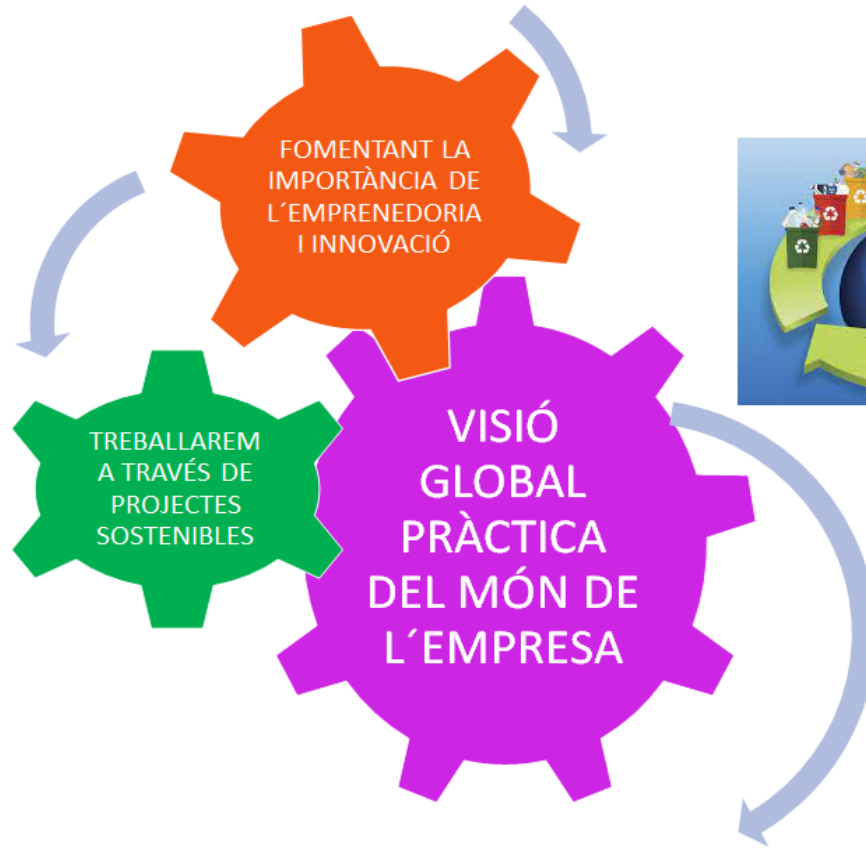 FOMENTANT LA
IMPORTÀNCIA DE
L´EMPRENEDORIA
I INNOVACIÓ
TREBALLAREM
A TRAVÉS DE
PROJECTES
SOSTENIBLES
VISIÓ
GLOBAL
PRÀCTICA
DEL MÓN DE
L´EMPRESA